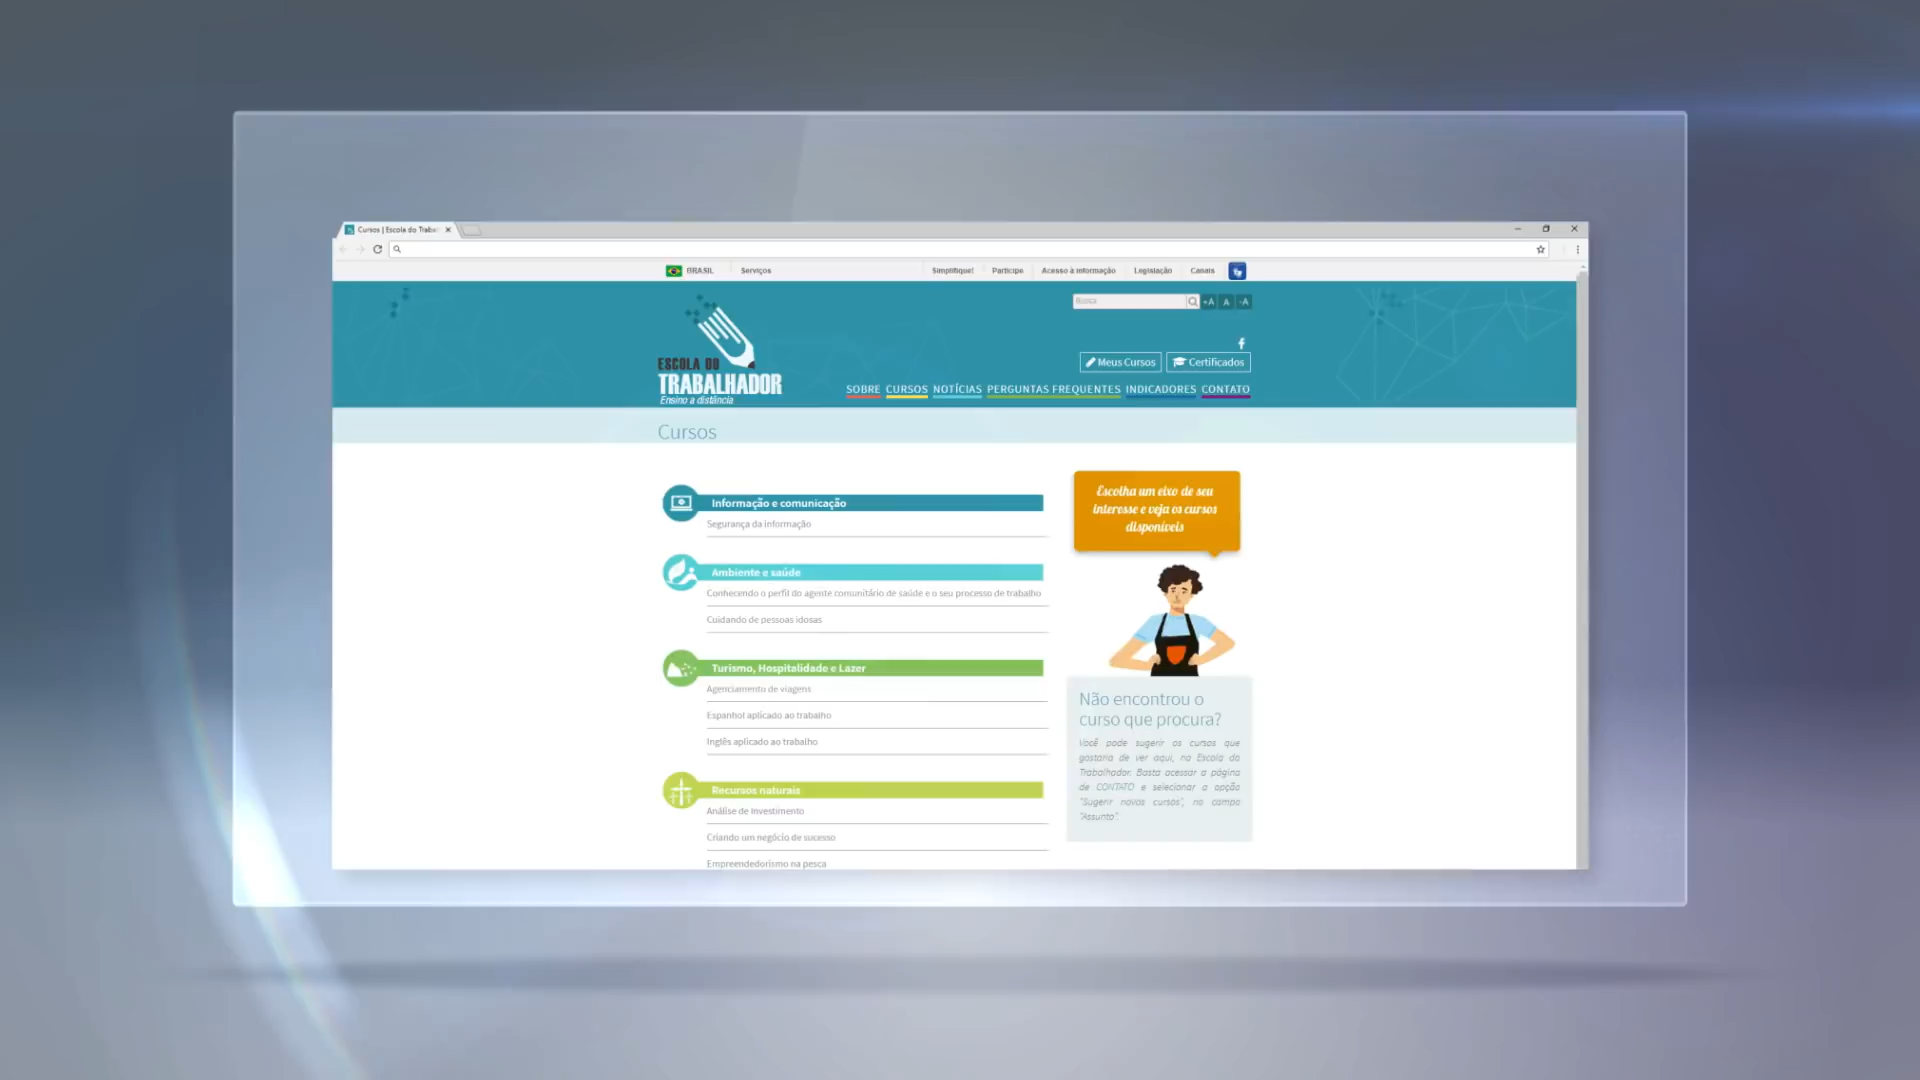 Cursos | Escola do Trabal
BRASIL
Serviços
Simplifique!
Participe
Acesso à informação
Legislação
Canais
Busca
+A
A
-A
Meus Cursos
Certificados
ESCOLA DO
TRABALHADOR
Ensino a distância
SOBRE CURSOS NOTÍCIAS PERGUNTAS FREQUENTES INDICADORES CONTATO
Cursos
Informação e comunicação
Segurança da informação
Ambiente e saúde
Conhecendo o perfil do agente comunitário de saúde e o seu processo de trabalho
Cuidando de pessoas idosas
Turismo, Hospitalidade e Lazer
Agenciamento de viagens
Espanhol aplicado ao trabalho
Inglês aplicado ao trabalho
Recursos naturais
Análise de Investimento
Criando um negócio de sucesso
Empreendedorismo na pesca
Escolha um eixo de seu
interesse e veja os cursos
disponíveis
Não encontrou o
curso que procura?
Você pode sugerir os cursos que
gostaria de ver aqui, na Escola do
Trabalhador. Basta acessar a página
de CONTATO e selecionar a opção
"Sugerir novos cursos", no campo
"Assunto".